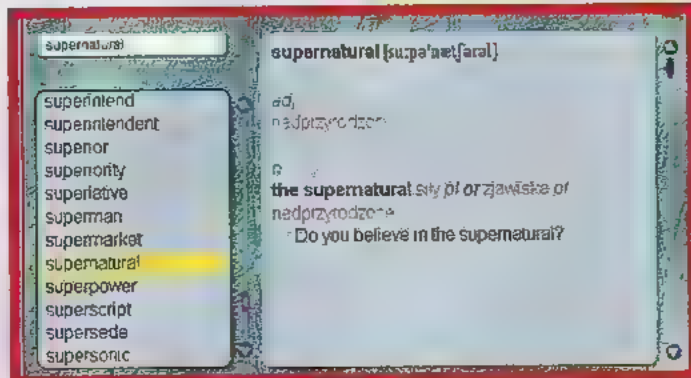 supernatural
superintend
superintendent
superior
superiority
superlative
superman
supermarket
supernatural
superpower
superscript
supersede
supersonic
supernatural [suːpəˈnætʃərəl]
adj
nadprzyrodzony
the supernatural siły pl or zjawiska pl
nadprzyrodzone
Do you believe in the supernatural?